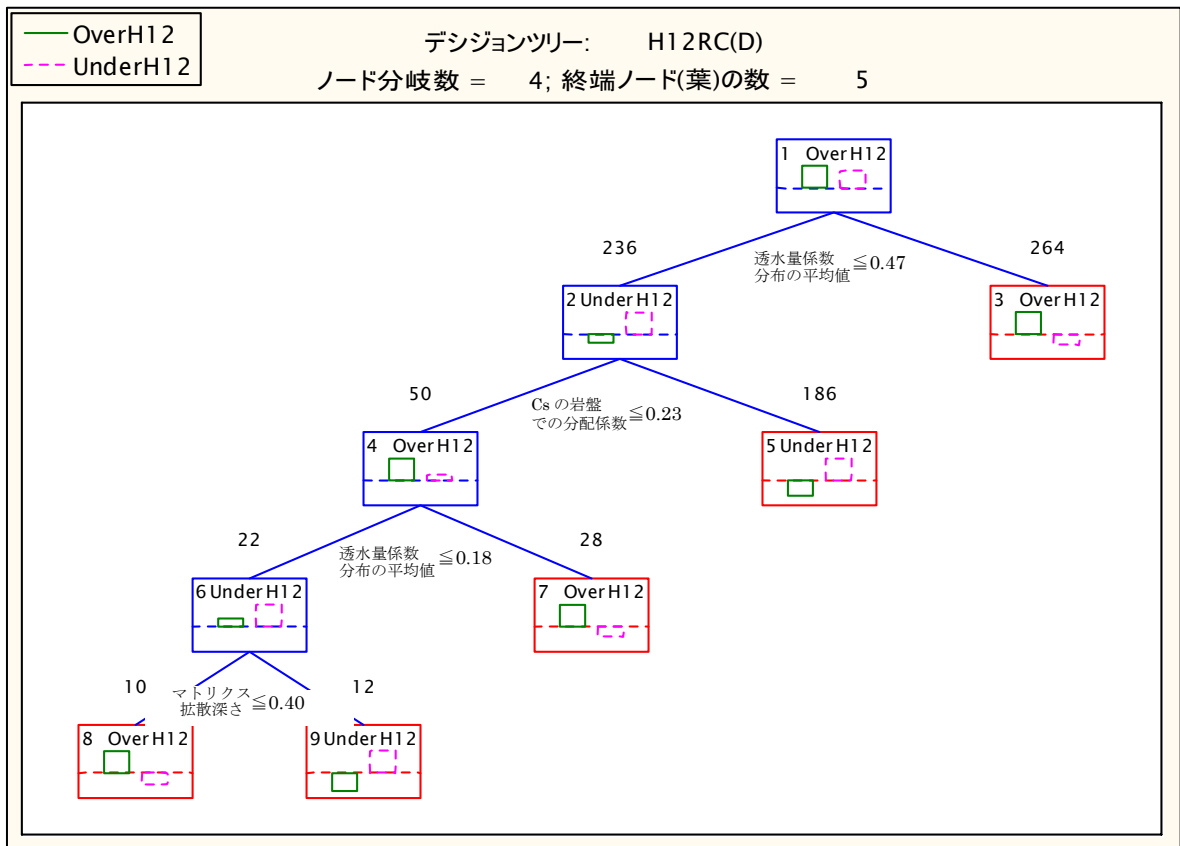 OverH12
UnderH12
デシジョンツリー: H12RC(D)
ノード分岐数 = 4; 終端ノード(葉)の数 = 5
1 OverH12
236
透水量係数
分布の平均値 ≦0.47
264
2 UnderH12
3 OverH12
50
Cs の岩盤
での分配係数 ≦0.23
186
4 OverH12
5 UnderH12
22
透水量係数
分布の平均値 ≦0.18
28
6 UnderH12
7 OverH12
10
マトリクス
拡散深さ ≦0.40
12
8 OverH12
9 UnderH12